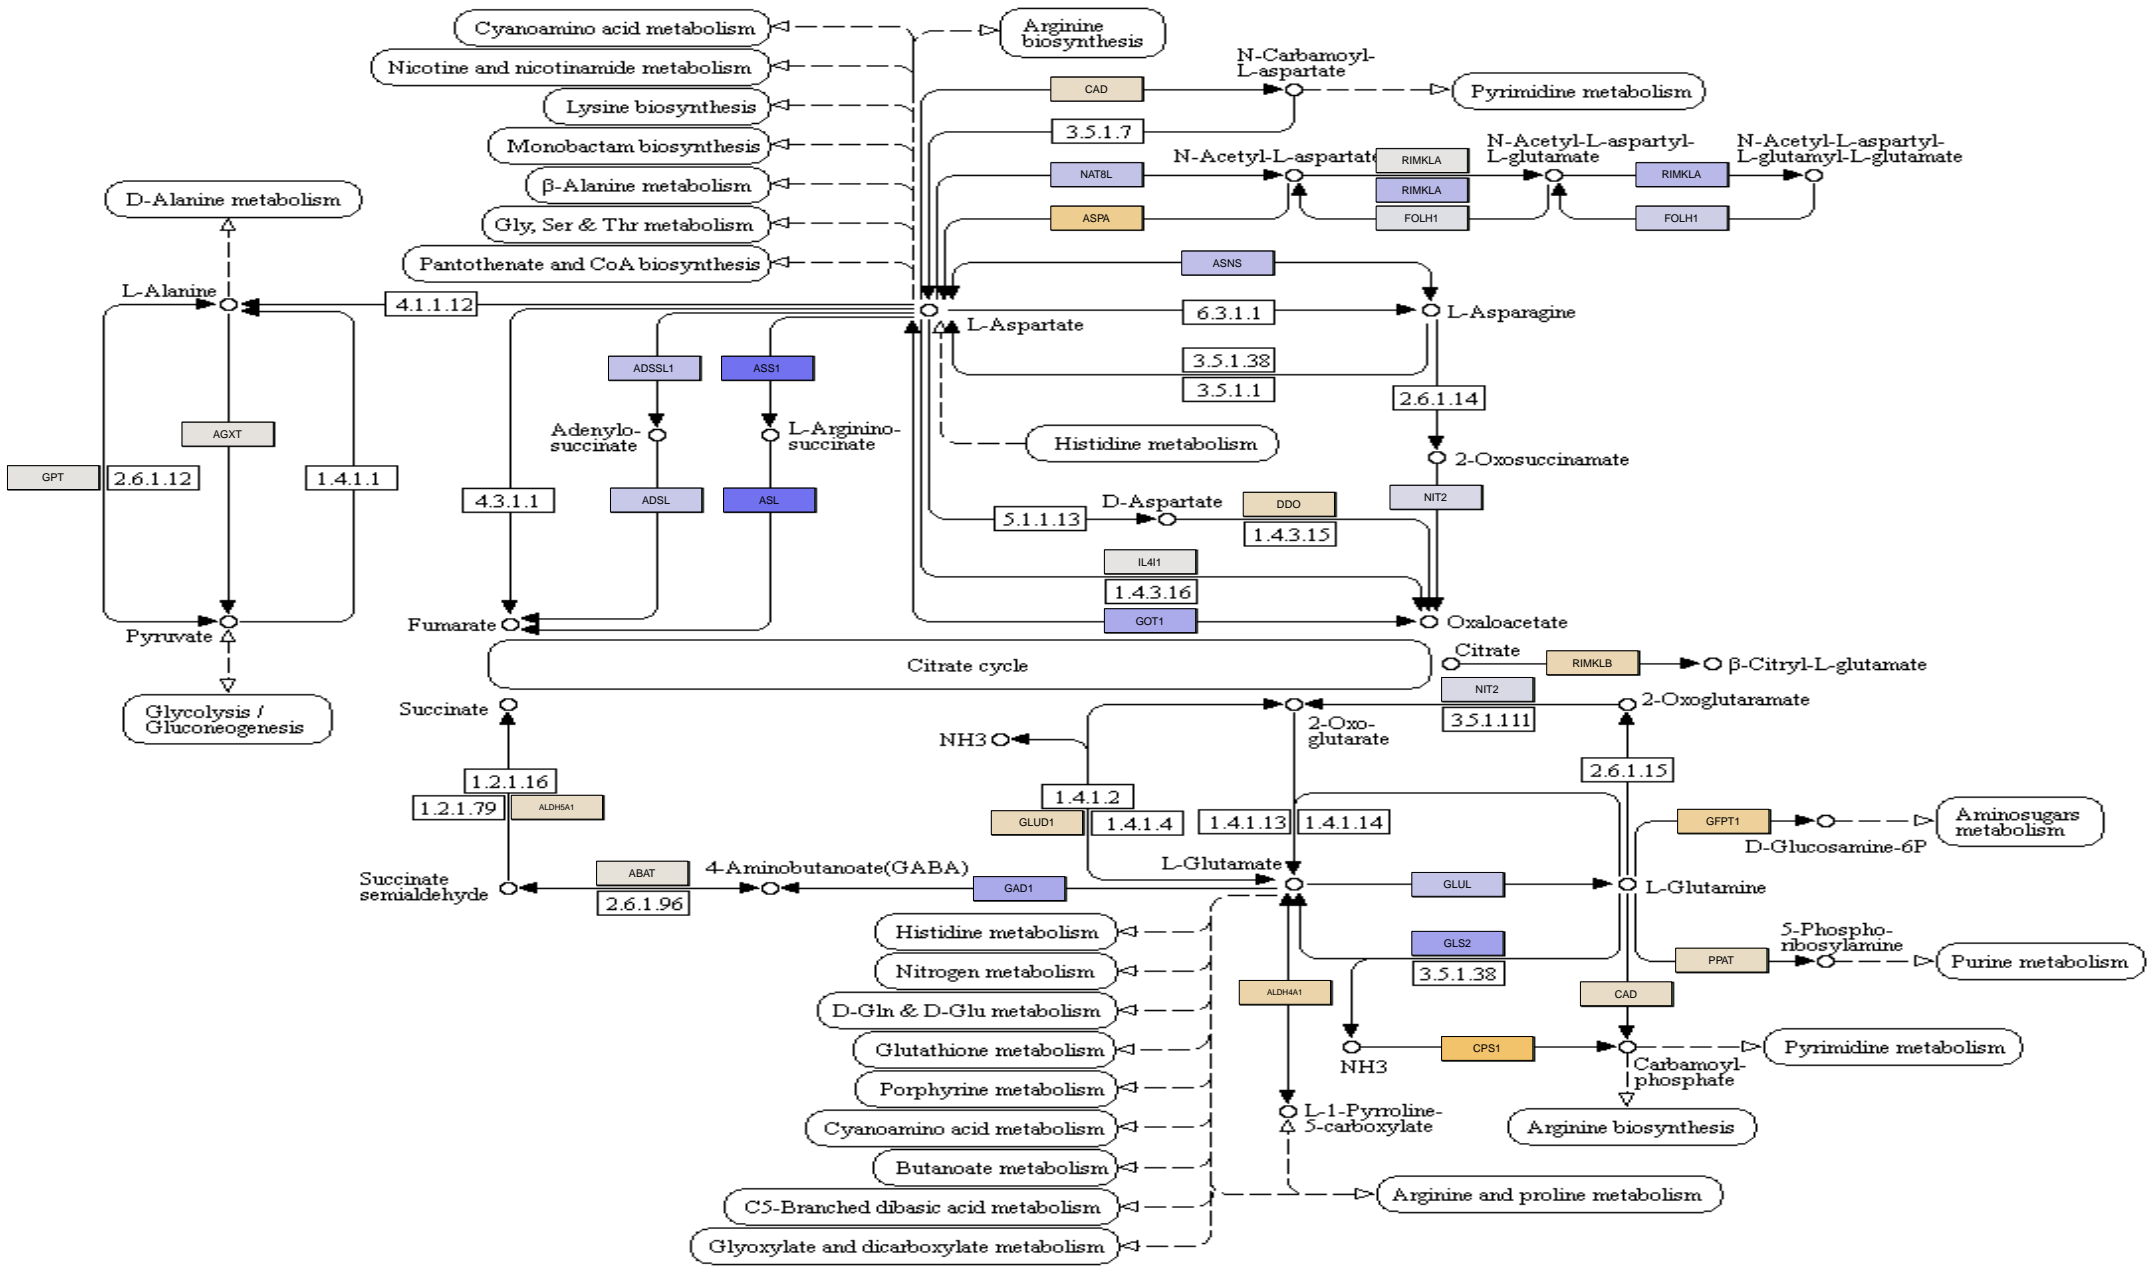 Cyanoamino acid metabolism
Arginine
biosynthesis
Nicotine and nicotinamide metabolism
N-Carbamoyl-
L-aspartate
CAD
Pyrimidine metabolism
Lysine biosynthesis
3.5.1.7
Monobactam biosynthesis
N-Acetyl-L-aspartate
RIMKLA
N-Acetyl-L-aspartyl-
L-glutamate
N-Acetyl-L-aspartyl-
L-glutamyl-L-glutamate
NAT8L
RIMKLA
RIMKLA
β-Alanine metabolism
D-Alanine metabolism
ASPA
FOLH1
FOLH1
Gly, Ser & Thr metabolism
Pantothenate and CoA biosynthesis
ASNS
L-Alanine
4.1.1.12
L-Aspartate
6.3.1.1
L-Asparagine
ADSSL1
ASS1
3.5.1.38
3.5.1.1
2.6.1.14
AGXT
Adenylo-
succinate
L-Arginino-
succinate
Histidine metabolism
2-Oxosuccinamate
GPT
2.6.1.12
1.4.1.1
4.3.1.1
ADSL
ASL
D-Aspartate
DDO
NIT2
5.1.1.13
1.4.3.15
IL4I1
1.4.3.16
Fumarate
GOT1
Oxaloacetate
Pyruvate
Citrate cycle
Citrate
RIMKLB
β-Citryl-L-glutamate
Glycolysis /
Gluconeogenesis
Succinate
NIT2
2-Oxoglutaramate
3.5.1.111
NH3
2-Oxo-
glutarate
1.2.1.16
2.6.1.15
1.2.1.79
ALDH5A1
1.4.1.2
GLUD1
1.4.1.4
1.4.1.13
1.4.1.14
GFPT1
Aminosugars
metabolism
D-Glucosamine-6P
ABAT
4-Aminobutanoate(GABA)
L-Glutamate
Succinate
semialdehyde
2.6.1.96
GAD1
GLUL
L-Glutamine
Histidine metabolism
GLS2
5-Phospho-
ribosylamine
Nitrogen metabolism
3.5.1.38
PPAT
Purine metabolism
ALDH4A1
CAD
D-Gln & D-Glu metabolism
Glutathione metabolism
NH3
CPS1
Carbamoyl-
phosphate
Pyrimidine metabolism
Porphyrine metabolism
L-1-Pyrroline-
5-carboxylate
Cyanoamino acid metabolism
Arginine biosynthesis
Butanoate metabolism
C5-Branched dibasic acid metabolism
Arginine and proline metabolism
Glyoxylate and dicarboxylate metabolism